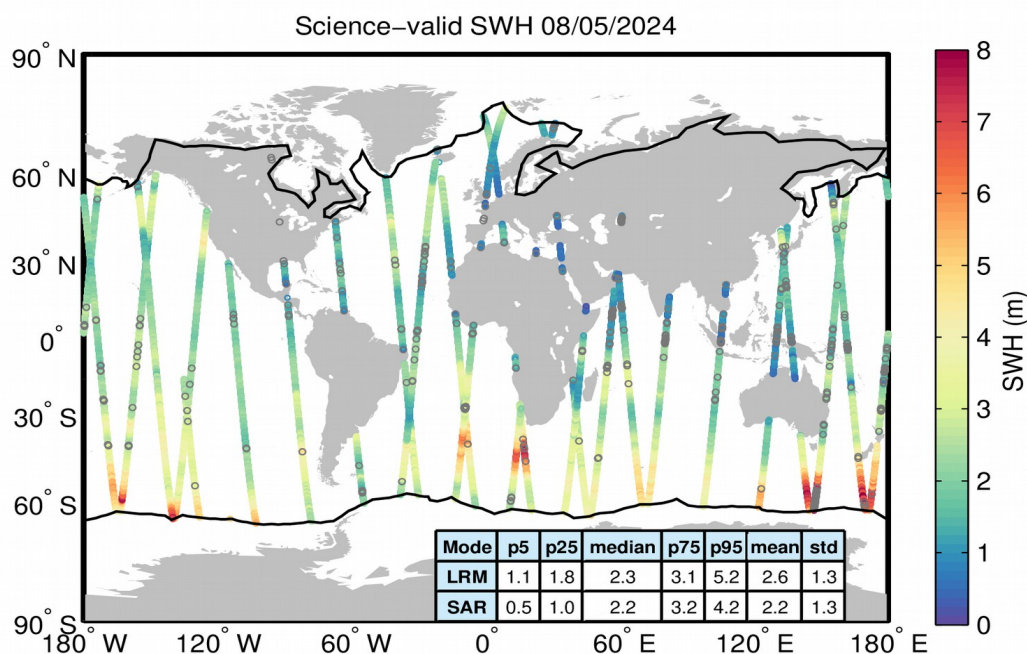 Science−valid SWH 08/05/2024
90° N
60° N
30° N
0°
30° S
60° S
90° S
180° W 120° W 60° W 0° 60° E 120° E 180° E
Mode p5 p25 median p75 p95 mean std
LRM 1.1 1.8 2.3 3.1 5.2 2.6 1.3
SAR 0.5 1.0 2.2 3.2 4.2 2.2 1.3
8
7
6
5
4
3
2
1
0
SWH (m)